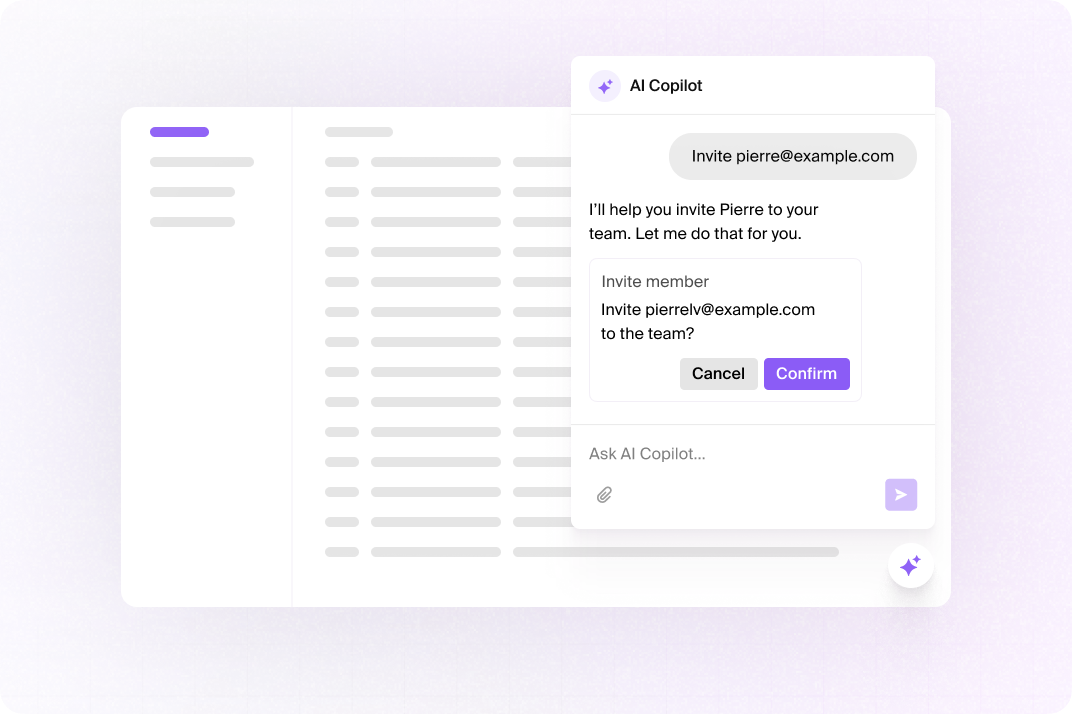 AI Copilot
Invite pierre@example.com
I’ll help you invite Pierre to your
team. Let me do that for you.
Invite member
Invite pierrelv@example.com
to the team?
Cancel Confirm
Ask AI Copilot...